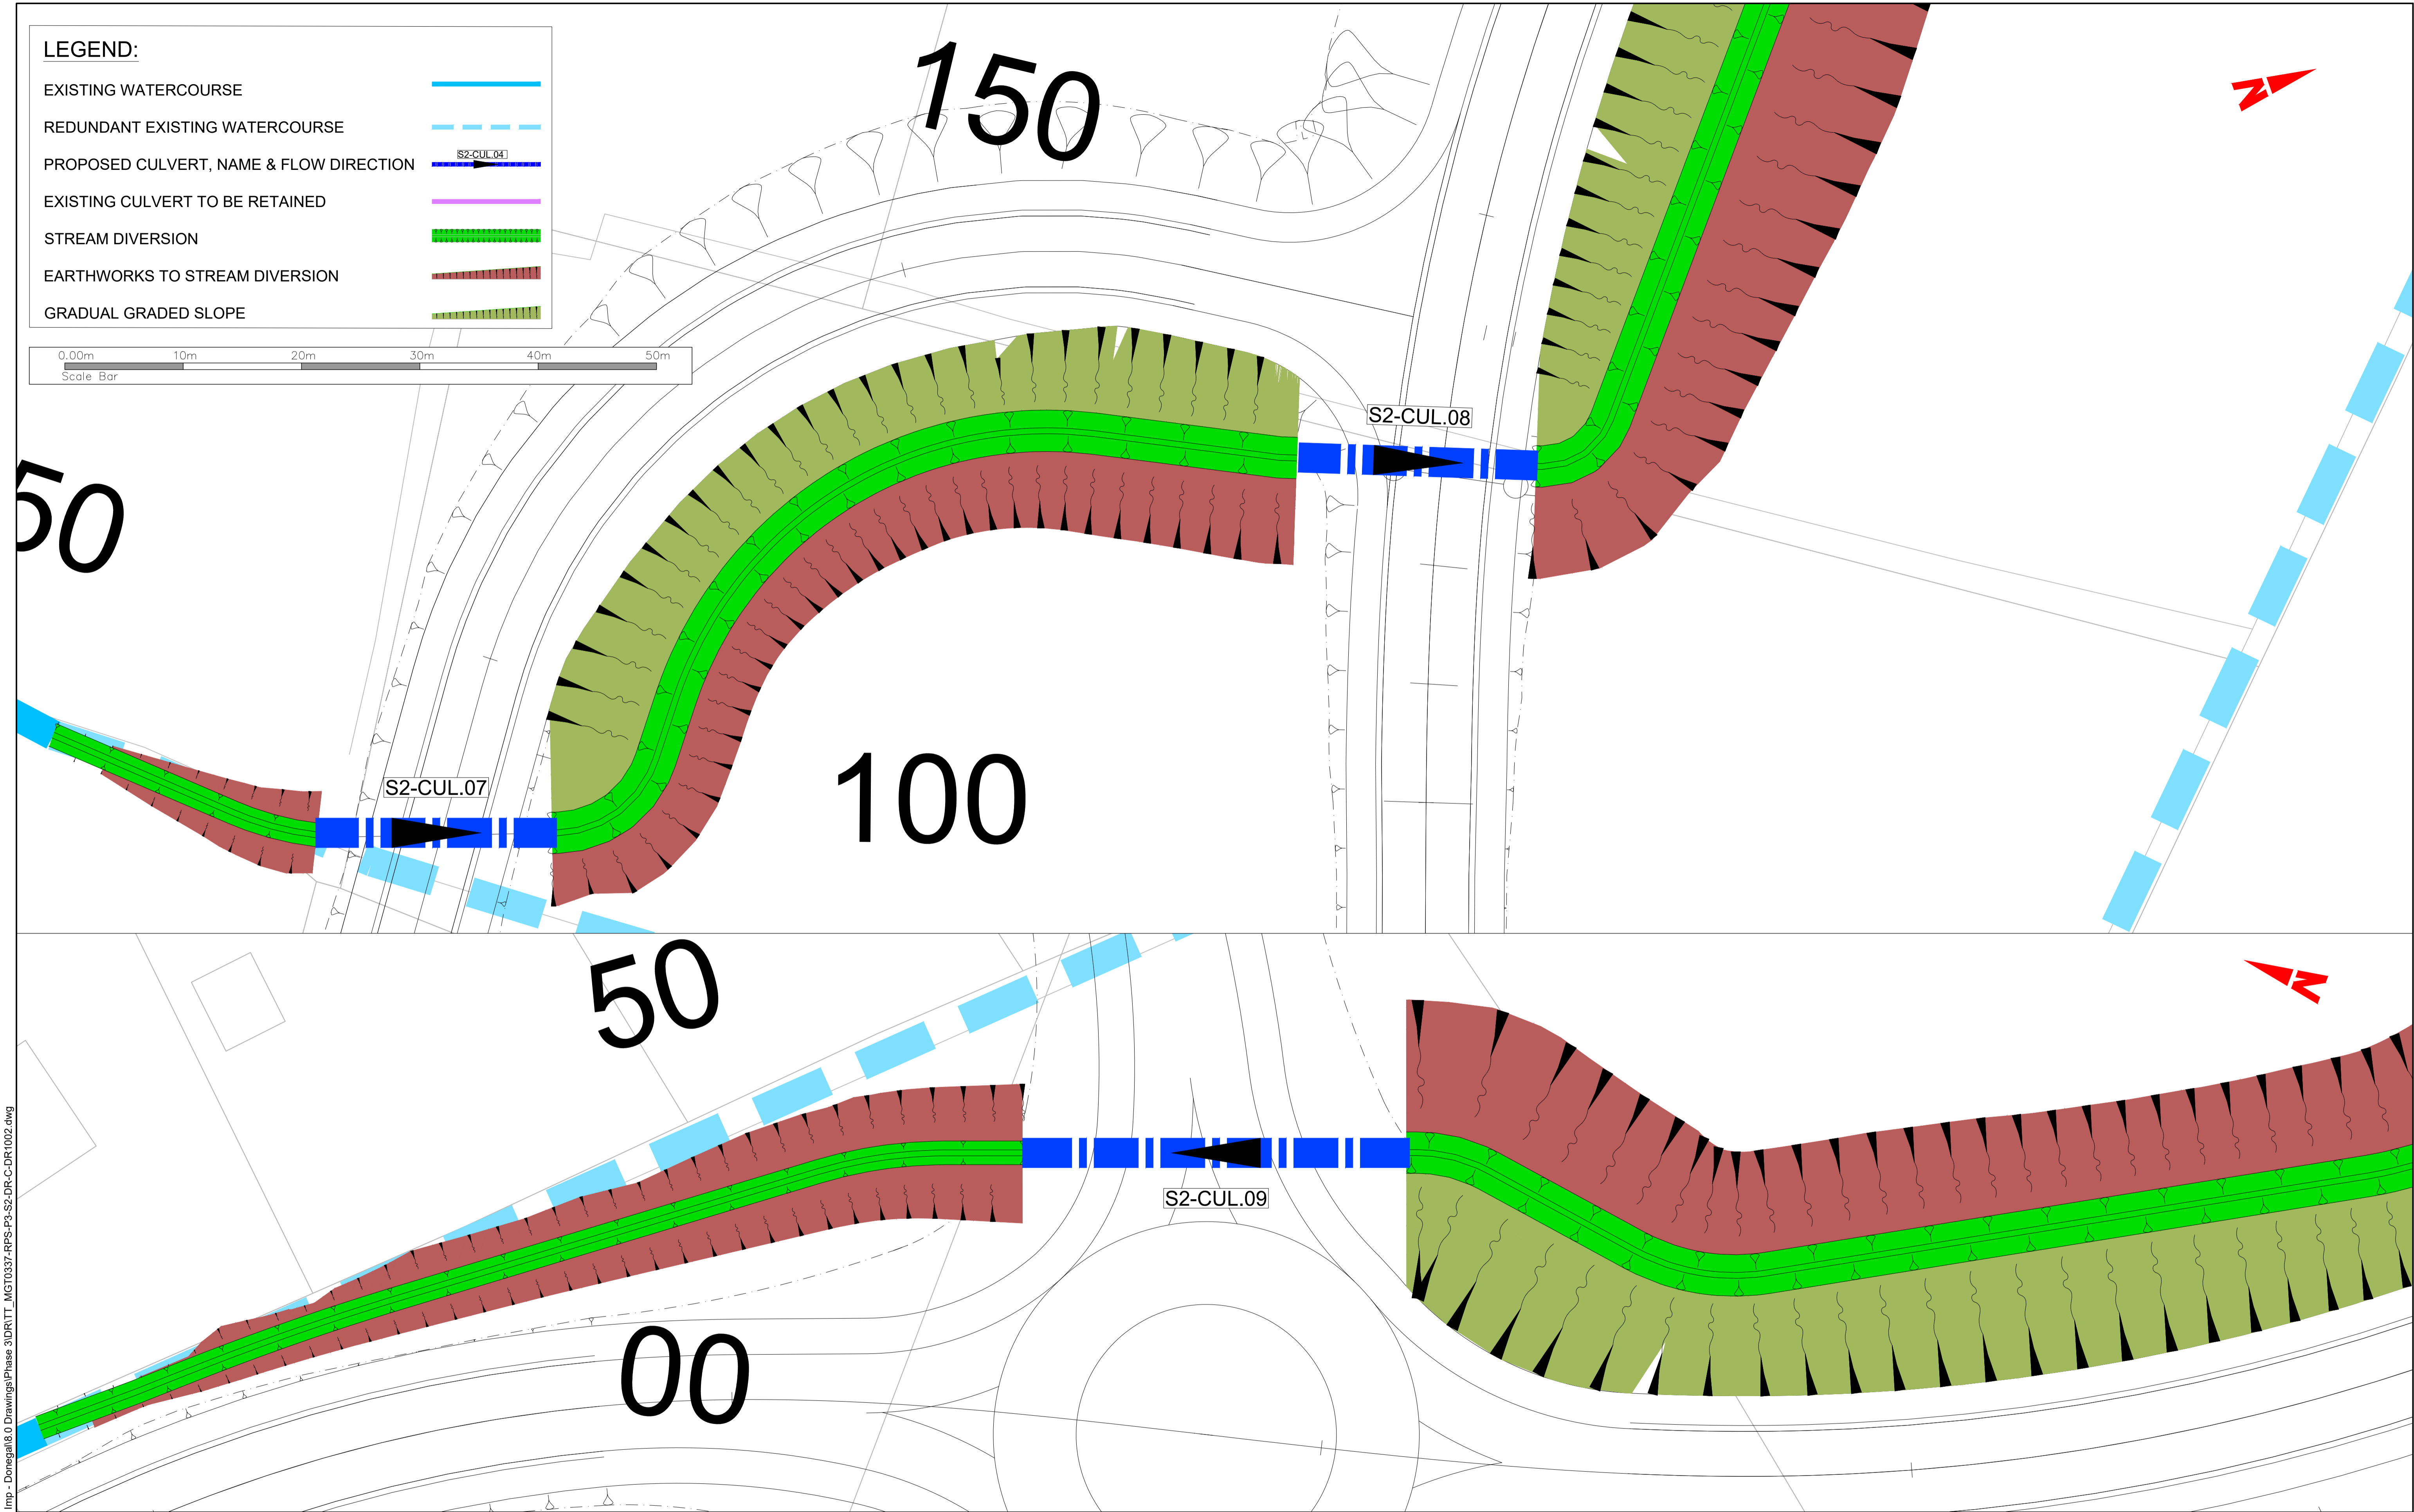 LEGEND:
EXISTING WATERCOURSE
REDUNDANT EXISTING WATERCOURSE
PROPOSED CULVERT, NAME & FLOW DIRECTION
S2-CUL.04
EXISTING CULVERT TO BE RETAINED
STREAM DIVERSION
EARTHWORKS TO STREAM DIVERSION
GRADUAL GRADED SLOPE
0.00m 10m 20m 30m 40m 50m
Scale Bar
150
N
S2-CUL.08
50
S2-CUL.07
100
50
N
S2-CUL.09
00
Imp - Donegal\8.0 Drawings\Phase 3\DR\TT_MGT0337-RPS-P3-S2-DR-C-DR1002.dwg